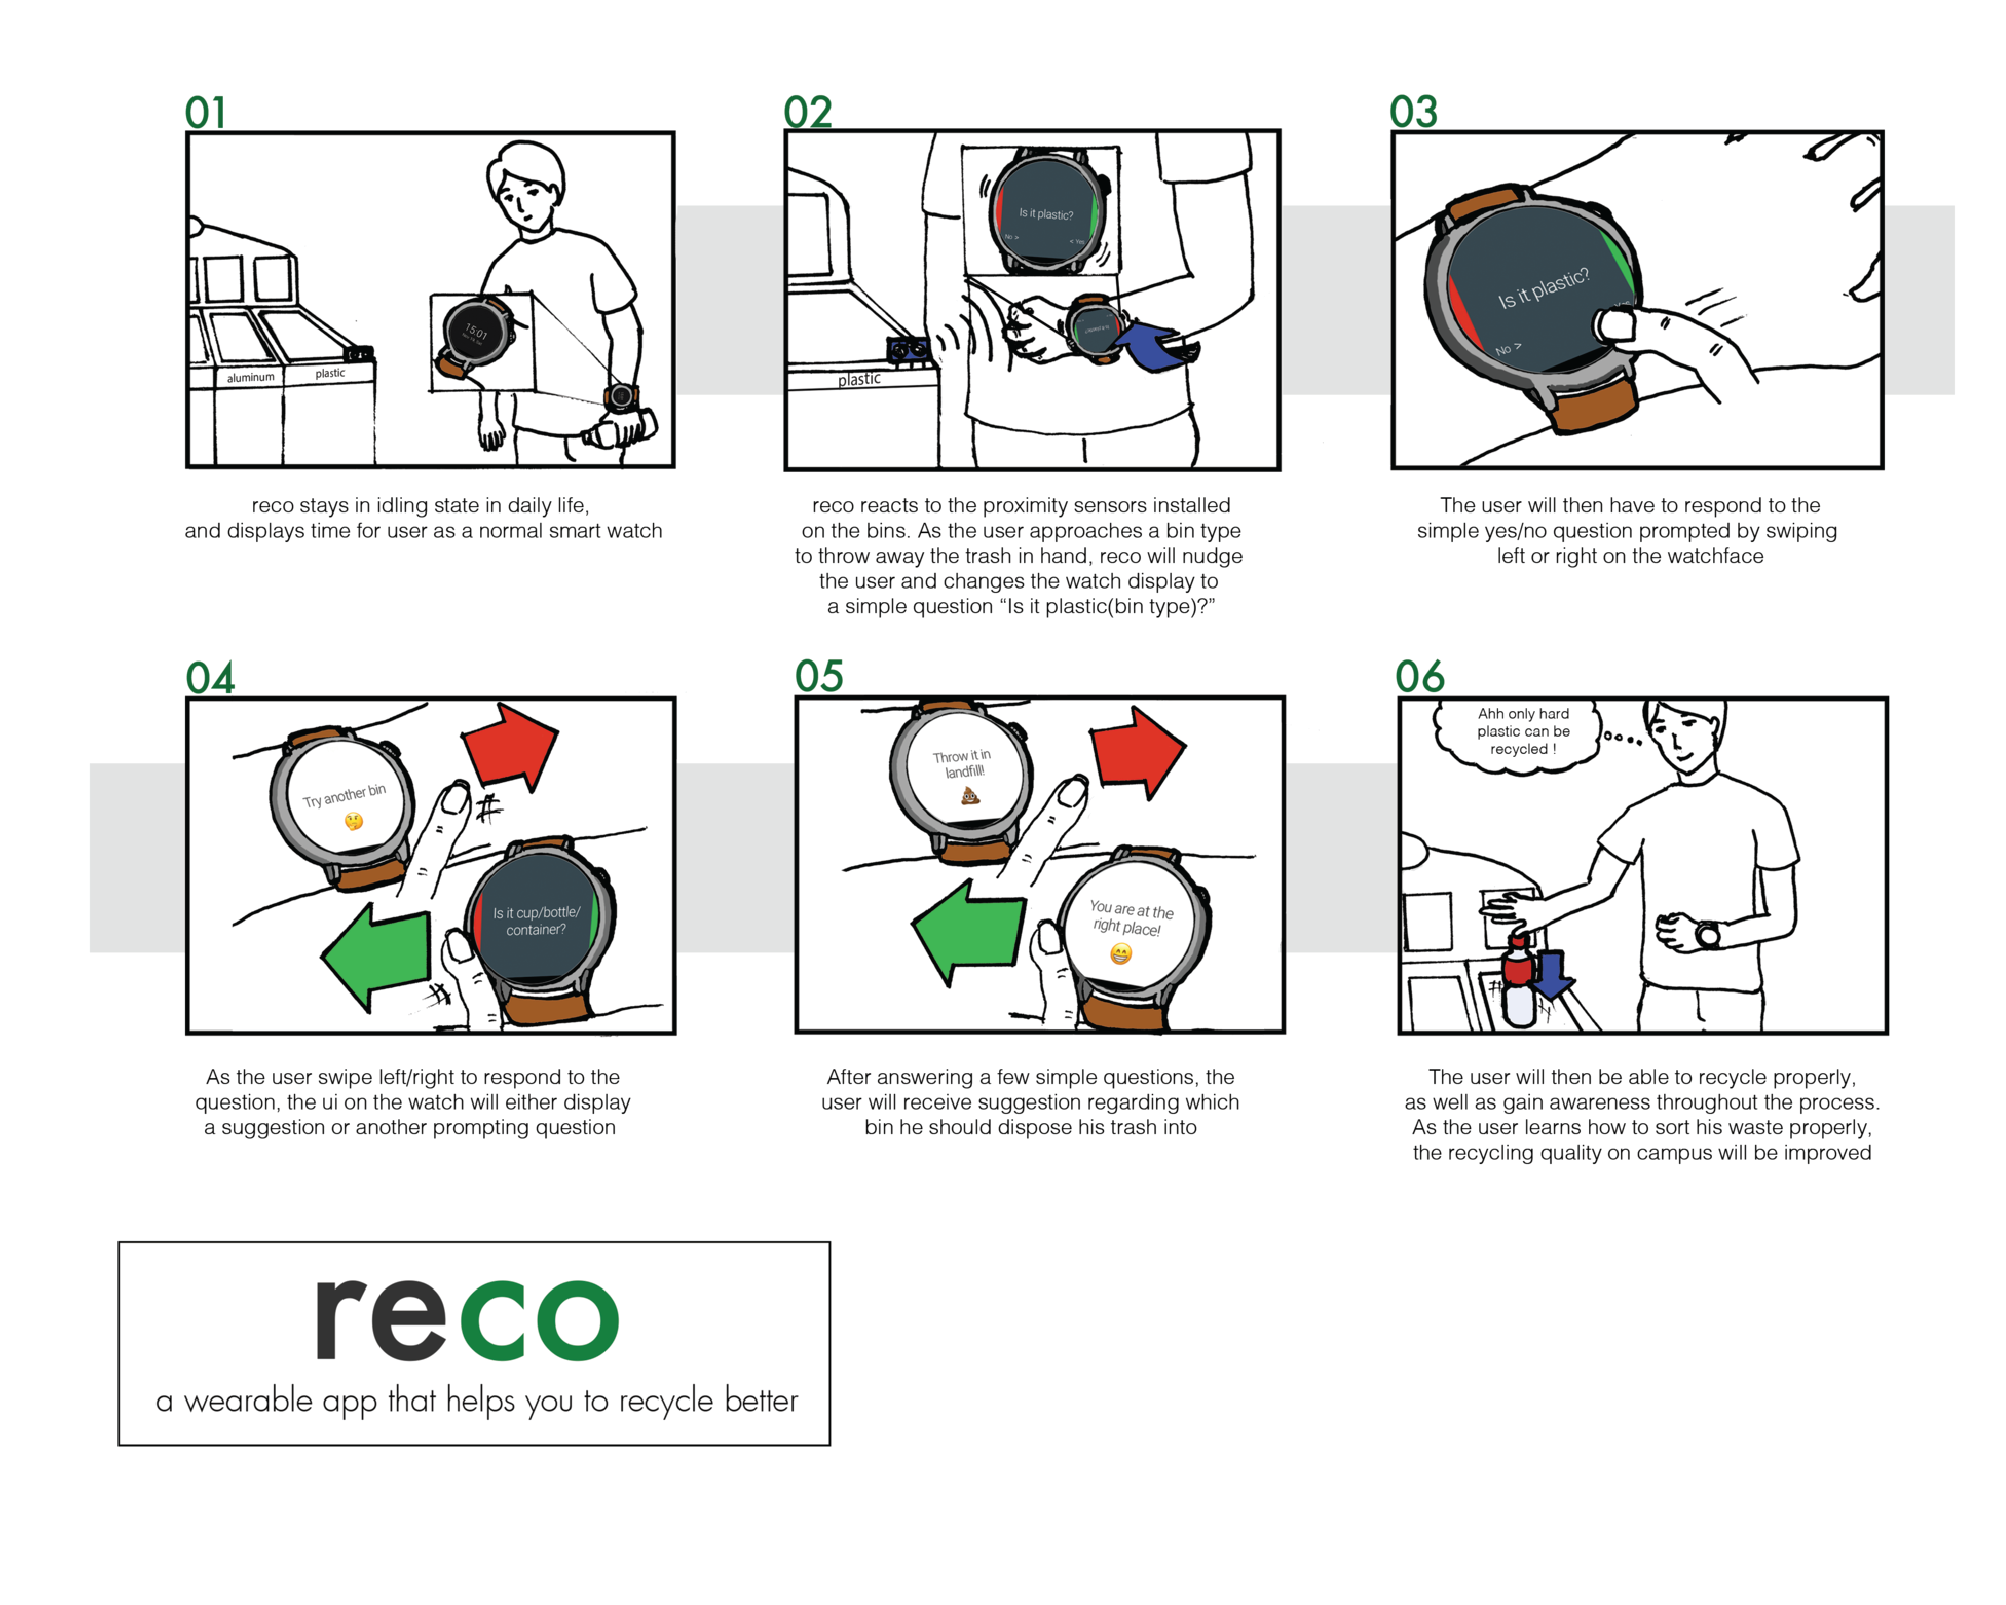 01
15:01
aluminum
plastic
reco stays in idling state in daily life,
and displays time for user as a normal smart watch
02
Is it plastic?
No >
< Yes
plastic
reco reacts to the proximity sensors installed
on the bins. As the user approaches a bin type
to throw away the trash in hand, reco will nudge
the user and changes the watch display to
a simple question “Is it plastic(bin type)?”
03
Is it plastic?
No >
The user will then have to respond to the
simple yes/no question prompted by swiping
left or right on the watchface
04
Try another bin
Is it cup/bottle/
container?
As the user swipe left/right to respond to the
question, the ui on the watch will either display
a suggestion or another prompting question
05
Throw it in
landfill!
You are at the
right place!
After answering a few simple questions, the
user will receive suggestion regarding which
bin he should dispose his trash into
06
Ahh only hard
plastic can be
recycled !
The user will then be able to recycle properly,
as well as gain awareness throughout the process.
As the user learns how to sort his waste properly,
the recycling quality on campus will be improved
reco
a wearable app that helps you to recycle better